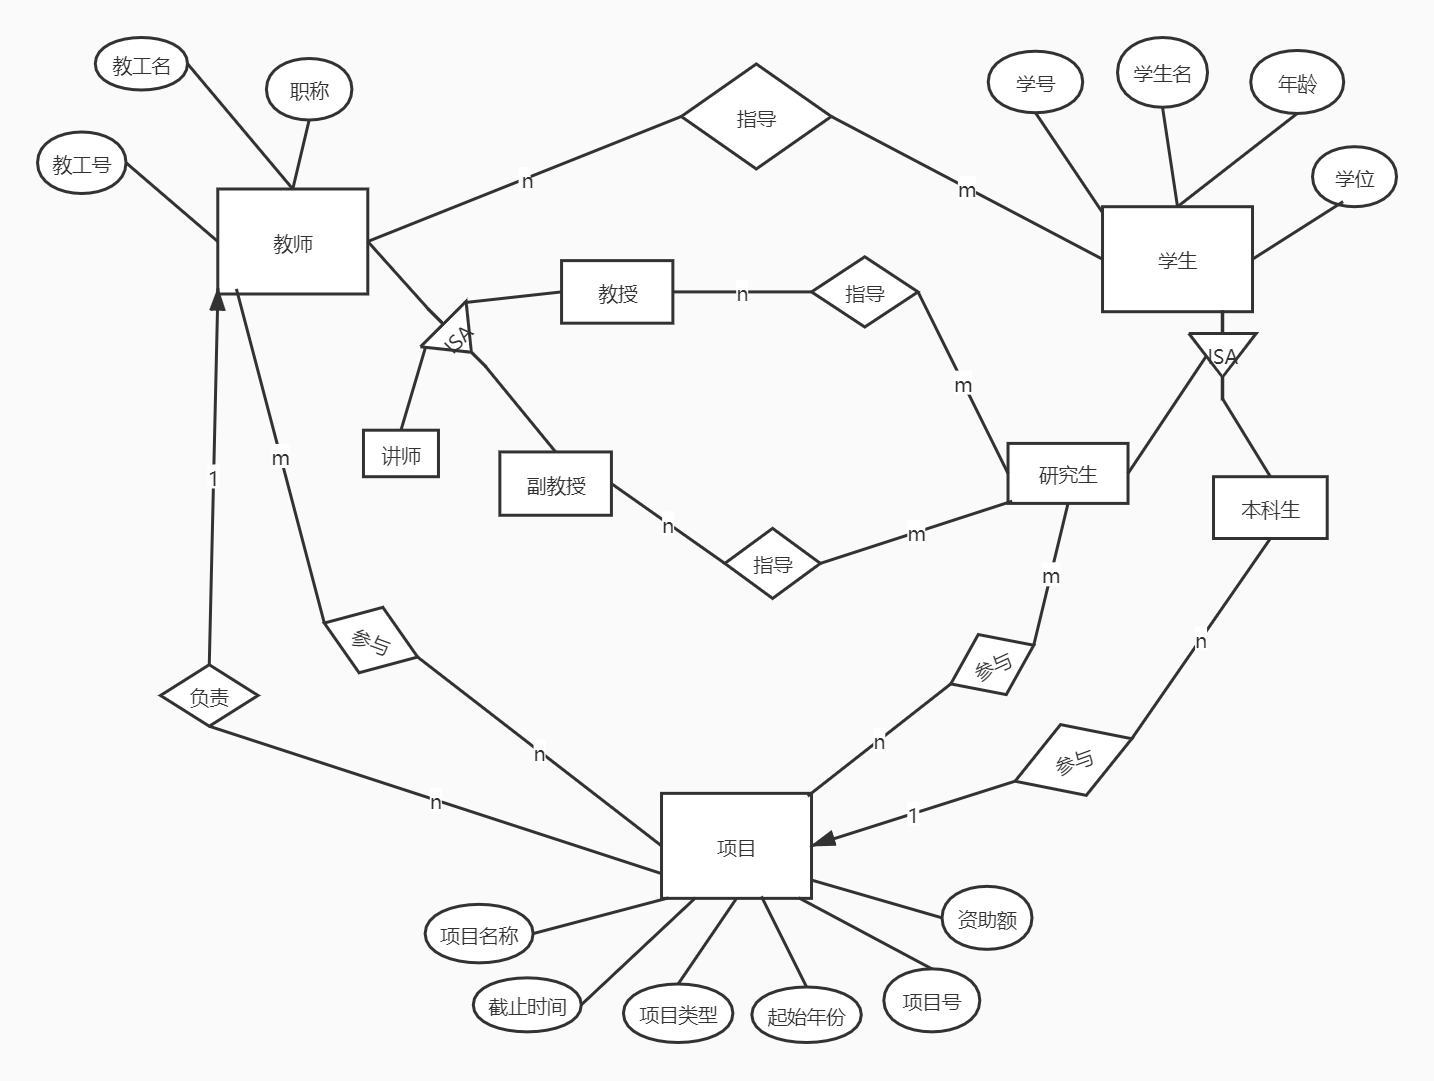 教工名
职称
教工号
教师
指导
n
m
学号
学生名
年龄
学位
学生
ISA
教授
n
指导
m
ISA
讲师
副教授
n
指导
m
研究生
本科生
1
m
参与
负责
n
n
m
参与
n
n
参与
1
项目
项目名称
截止时间
项目类型
起始年份
项目号
资助额